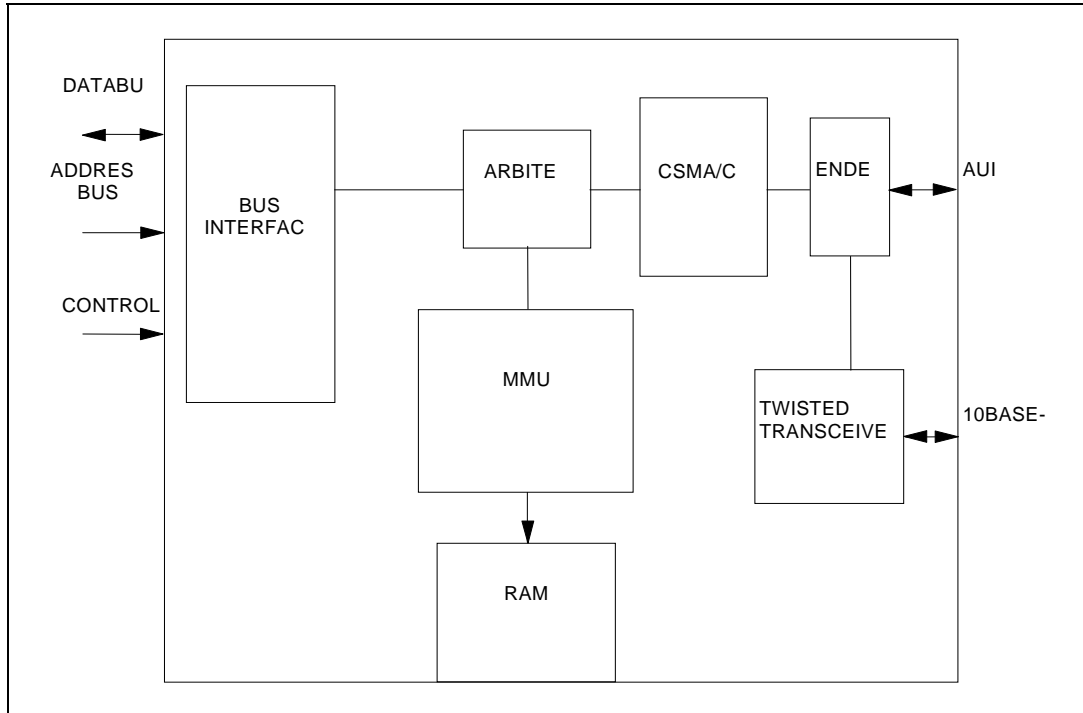 DATABU
ADDRES
BUS
CONTROL
BUS
INTERFAC
ARBITE
CSMA/C
ENDE
AUI
MMU
TWISTED
TRANSCEIVE
10BASE-
RAM